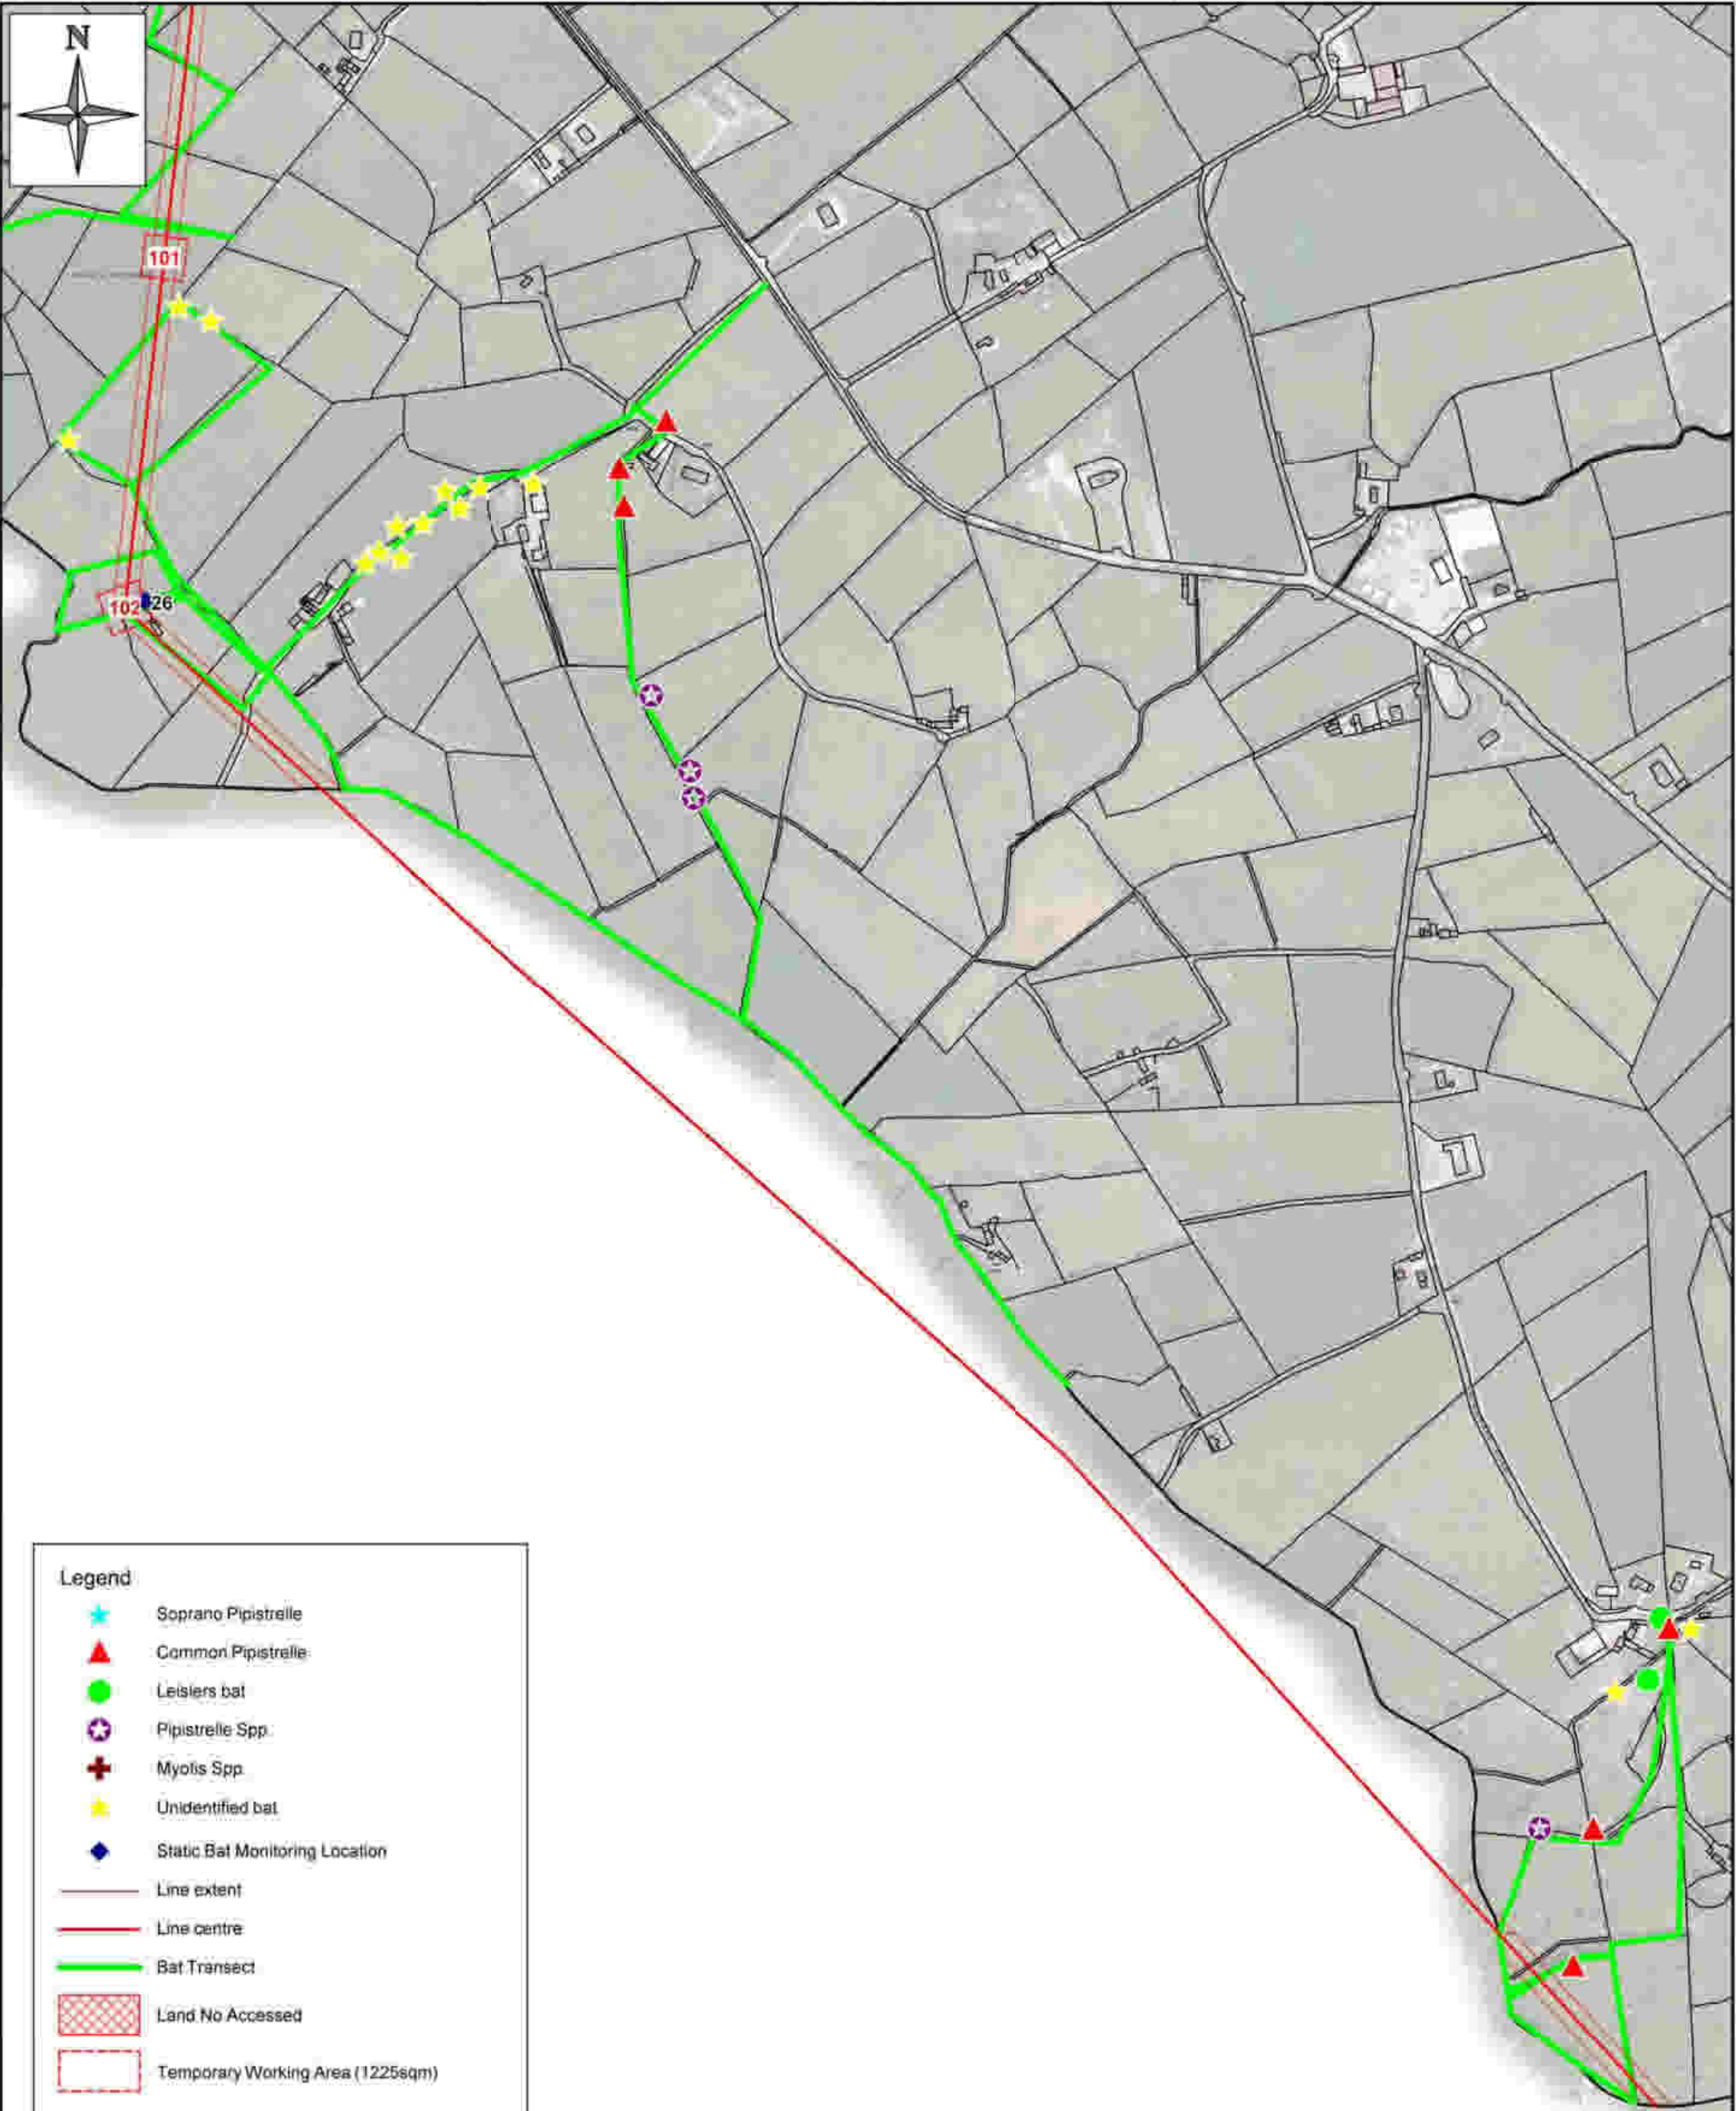 N
101
102
26
Legend
Soprano Pipistrelle
Common Pipistrelle
Leislers bat
Pipistrelle Spp.
Myotis Spp.
Unidentified bat
Static Bat Monitoring Location
Line extent
Line centre
Bat Transect
Land No Accessed
Temporary Working Area (1225sqm)